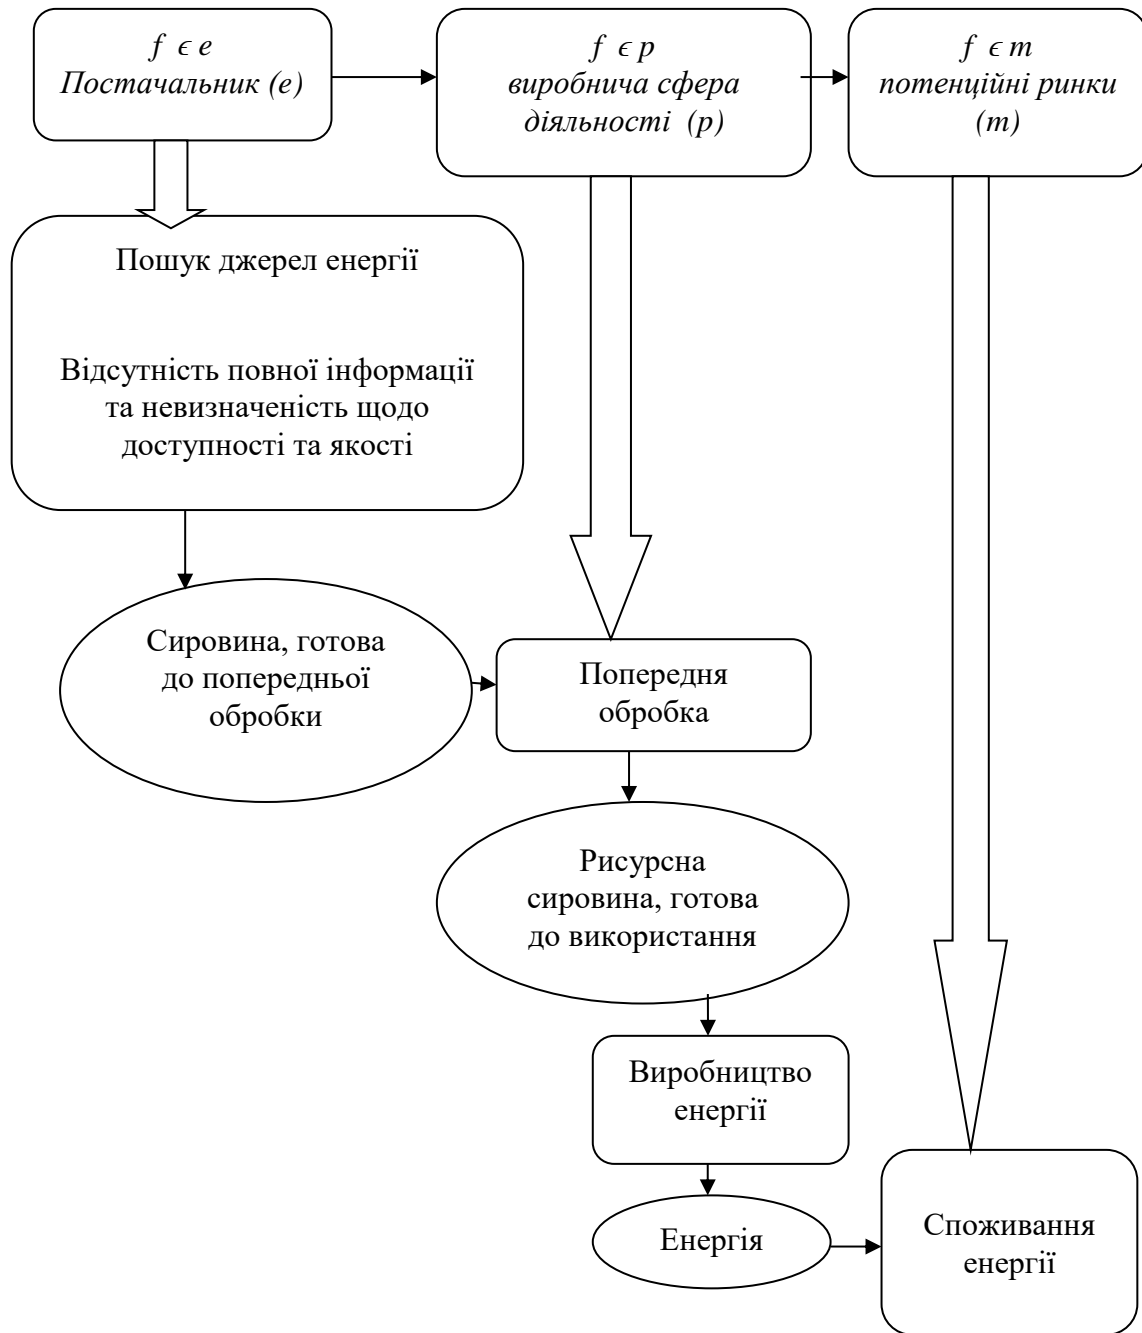 f є e
Постачальник (e)
f є p
виробнича сфера
діяльності (p)
f є m
потенційні ринки
(m)
Пошук джерел енергії
Відсутність повної інформації
та невизначеність щодо
доступності та якості
Сировина, готова
до попередньої
обробки
Попередня
обробка
Рисурсна
сировина, готова
до використання
Виробництво
енергії
Енергія
Споживання
енергії